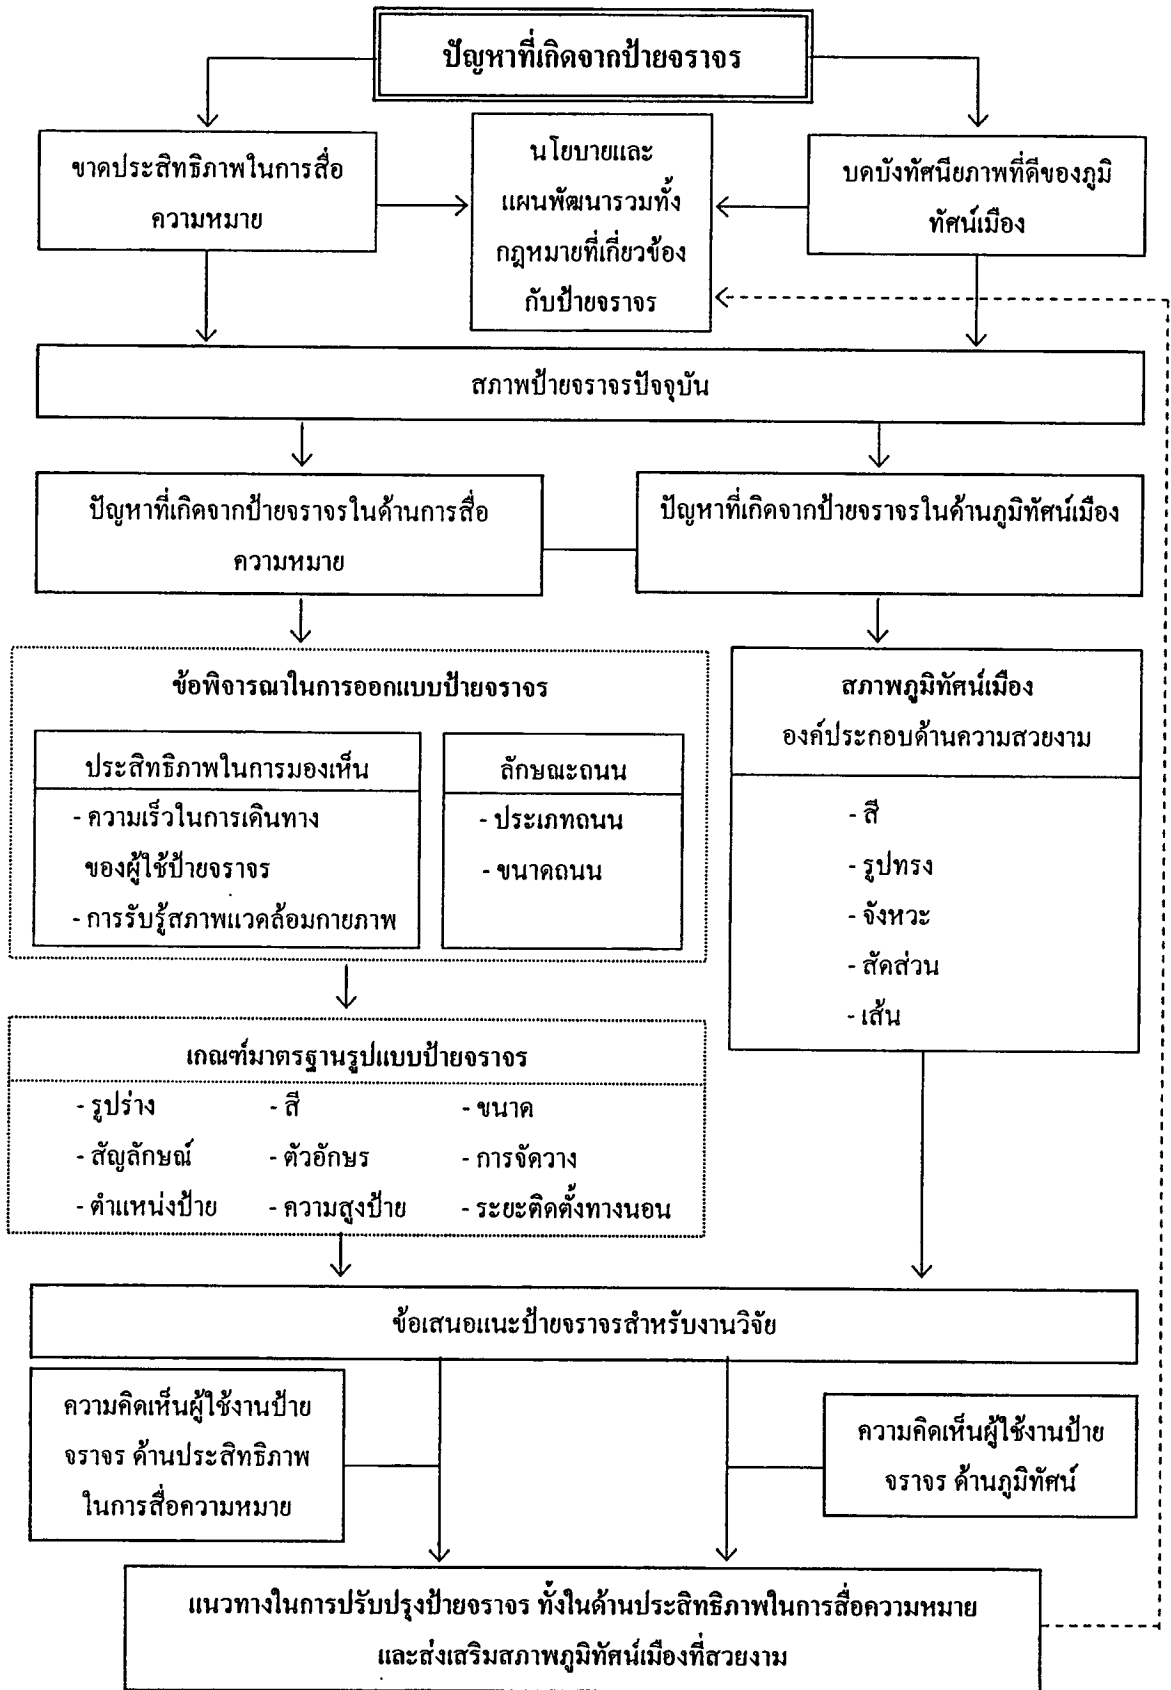 ปัญหาที่เกิดจากป้ายจราจร
ขาดประสิทธิภาพในการสื่อ
ความหมาย
นโยบายและ
แผนพัฒนารวมทั้ง
กฎหมายที่เกี่ยวข้อง
กับป้ายจราจร
บดบังทัศนียภาพที่ดีของภูมิ
ทัศน์เมือง
สภาพป้ายจราจรปัจจุบัน
ปัญหาที่เกิดจากป้ายจราจรในด้านการสื่อ
ความหมาย
ปัญหาที่เกิดจากป้ายจราจรในด้านภูมิทัศน์เมือง
ข้อพิจารณาในการออกแบบป้ายจราจร
ประสิทธิภาพในการมองเห็น
- ความเร็วในการเดินทาง
ของผู้ใช้ป้ายจราจร
- การรับรู้สภาพแวดล้อมกายภาพ
ลักษณะถนน
- ประเภทถนน
- ขนาดถนน
สภาพภูมิทัศน์เมือง
องค์ประกอบด้านความสวยงาม
- สี
- รูปทรง
- จังหวะ
- สัดส่วน
- เส้น
เกณฑ์มาตรฐานรูปแบบป้ายจราจร
- รูปร่าง - สี - ขนาด
- สัญลักษณ์ - ตัวอักษร - การจัดวาง
- ตำแหน่งป้าย - ความสูงป้าย - ระยะติดตั้งทางนอน
ข้อเสนอแนะป้ายจราจรสำหรับงานวิจัย
ความคิดเห็นผู้ใช้งานป้าย
จราจร ด้านประสิทธิภาพ
ในการสื่อความหมาย
ความคิดเห็นผู้ใช้งานป้าย
จราจร ด้านภูมิทัศน์
แนวทางในการปรับปรุงป้ายจราจร ทั้งในด้านประสิทธิภาพในการสื่อความหมาย
และส่งเสริมสภาพภูมิทัศน์เมืองที่สวยงาม